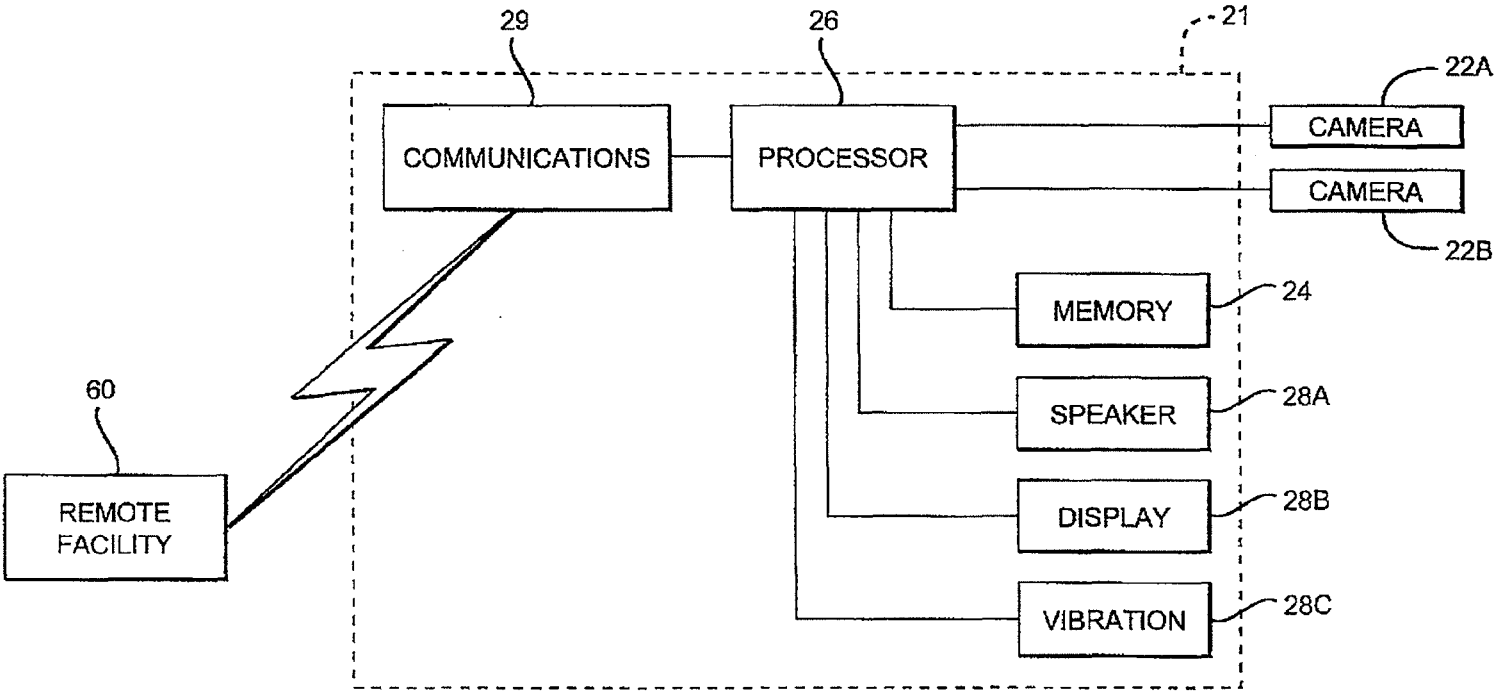 29
26
21
22A
COMMUNICATIONS
PROCESSOR
CAMERA
CAMERA
22B
MEMORY
24
60
SPEAKER
28A
REMOTE
FACILITY
DISPLAY
28B
VIBRATION
28C